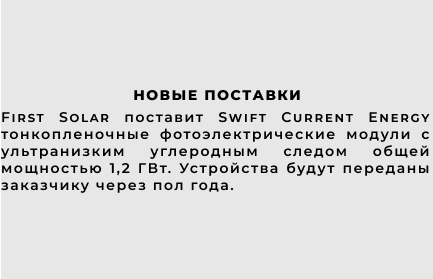 НОВЫЕ ПОСТАВКИ
First Solar поставит Swift Current Energy
тонкопленочные фотоэлектрические модули с
ультранизким углеродным следом общей
мощностью 1,2 ГВт. Устройства будут переданы
заказчику через пол года.